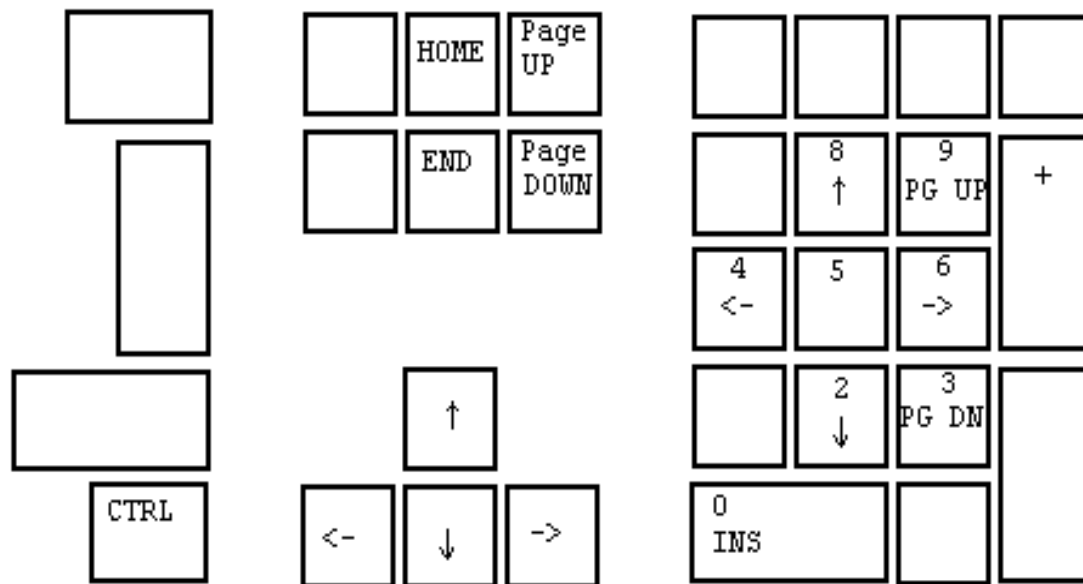 HOME
Page
UP
END
Page
DOWN
8
↑
9
PG UP
+
4
<-
5
6
->
↑
2
↓
3
PG DN
CTRL
<-
↓
->
0
INS